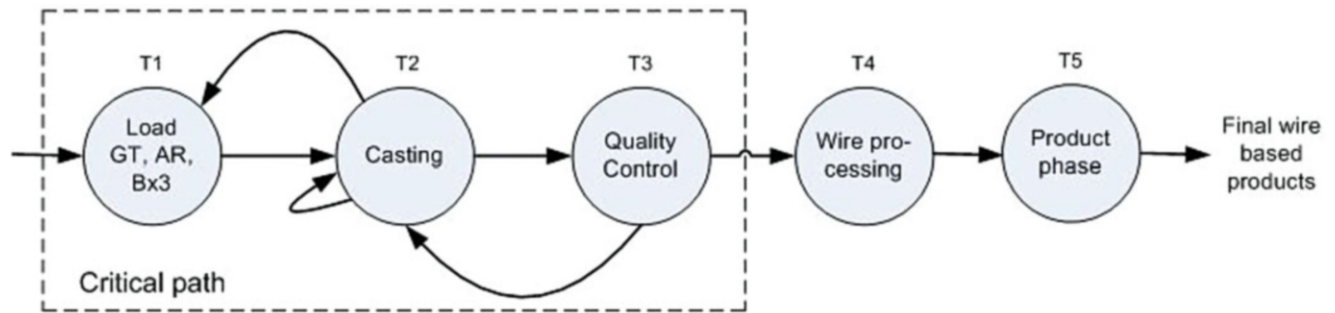 T1
T2
T3
T4
T5
Load
GT, AR,
Bx3
Casting
Quality
Control
Wire pro-
cessing
Product
phase
Final wire
based
products
Critical path